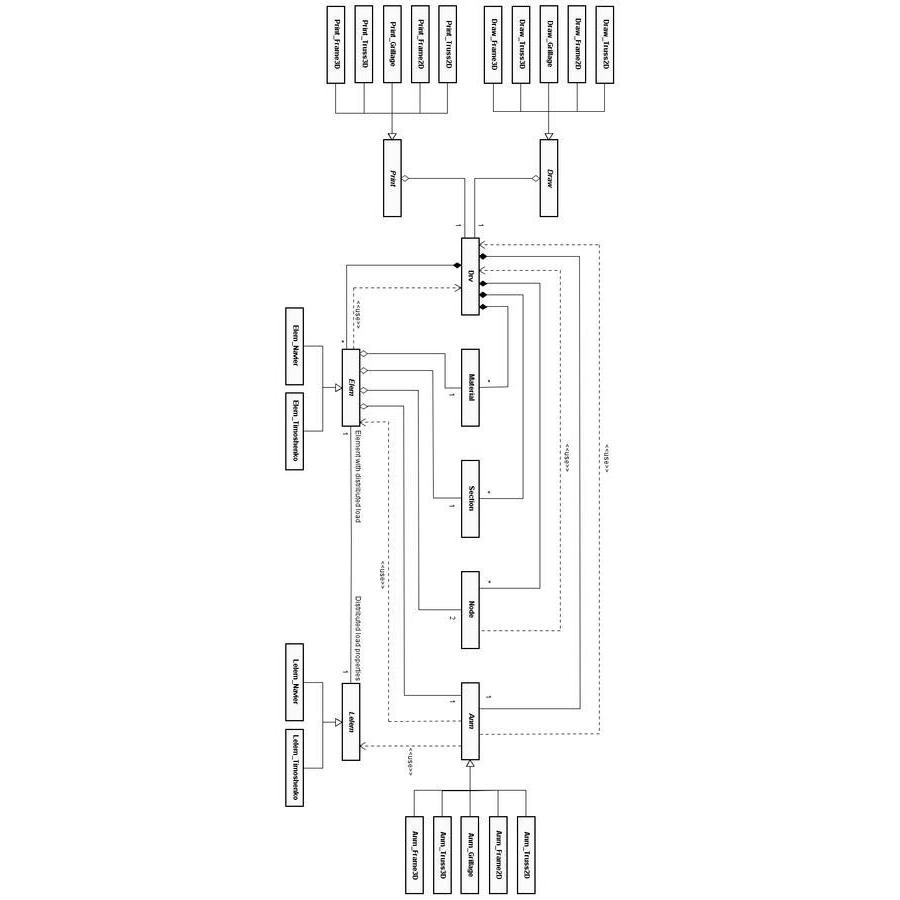 Draw_Truss2D
<<use>>
Draw_Frame2D
<<use>>
Draw_Grillage
Draw
Draw_Truss3D
Draw_Frame3D
Anm_Truss2D
Anm_Frame2D
*
*
*
1
1
Drv
Material
Section
Node
Anm
Anm_Grillage
1
1
1
2
1
Print_Truss2D
Anm_Truss3D
Print_Frame2D
Anm_Frame3D
<<use>>
Print_Grillage
Print
<<use>>
Print_Truss3D
<<use>>
Element with distributed load
Distributed load properties
Elem
Lelem
*
1
1
Print_Frame3D
Elem_Navier
Elem_Timoshenko
Lelem_Navier
Lelem_Timoshenko